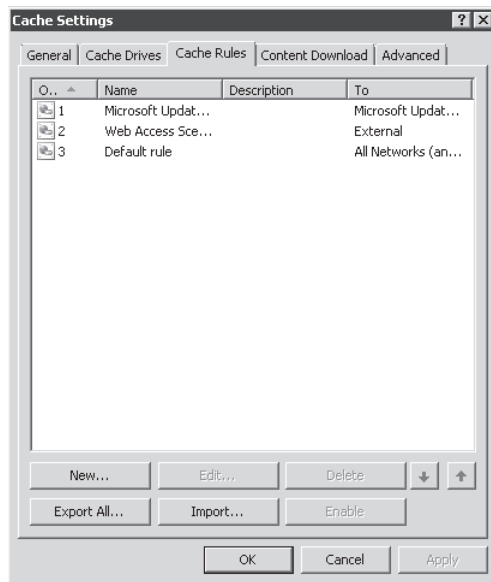 Cache Settings
?
General Cache Drives Cache Rules Content Download Advanced
O.. Name Description To
1 Microsoft Updat... Microsoft Updat...
2 Web Access Sce... External
3 Default rule All Networks (an...
New... Edit... Delete
Export All... Import... Enable
OK Cancel Apply